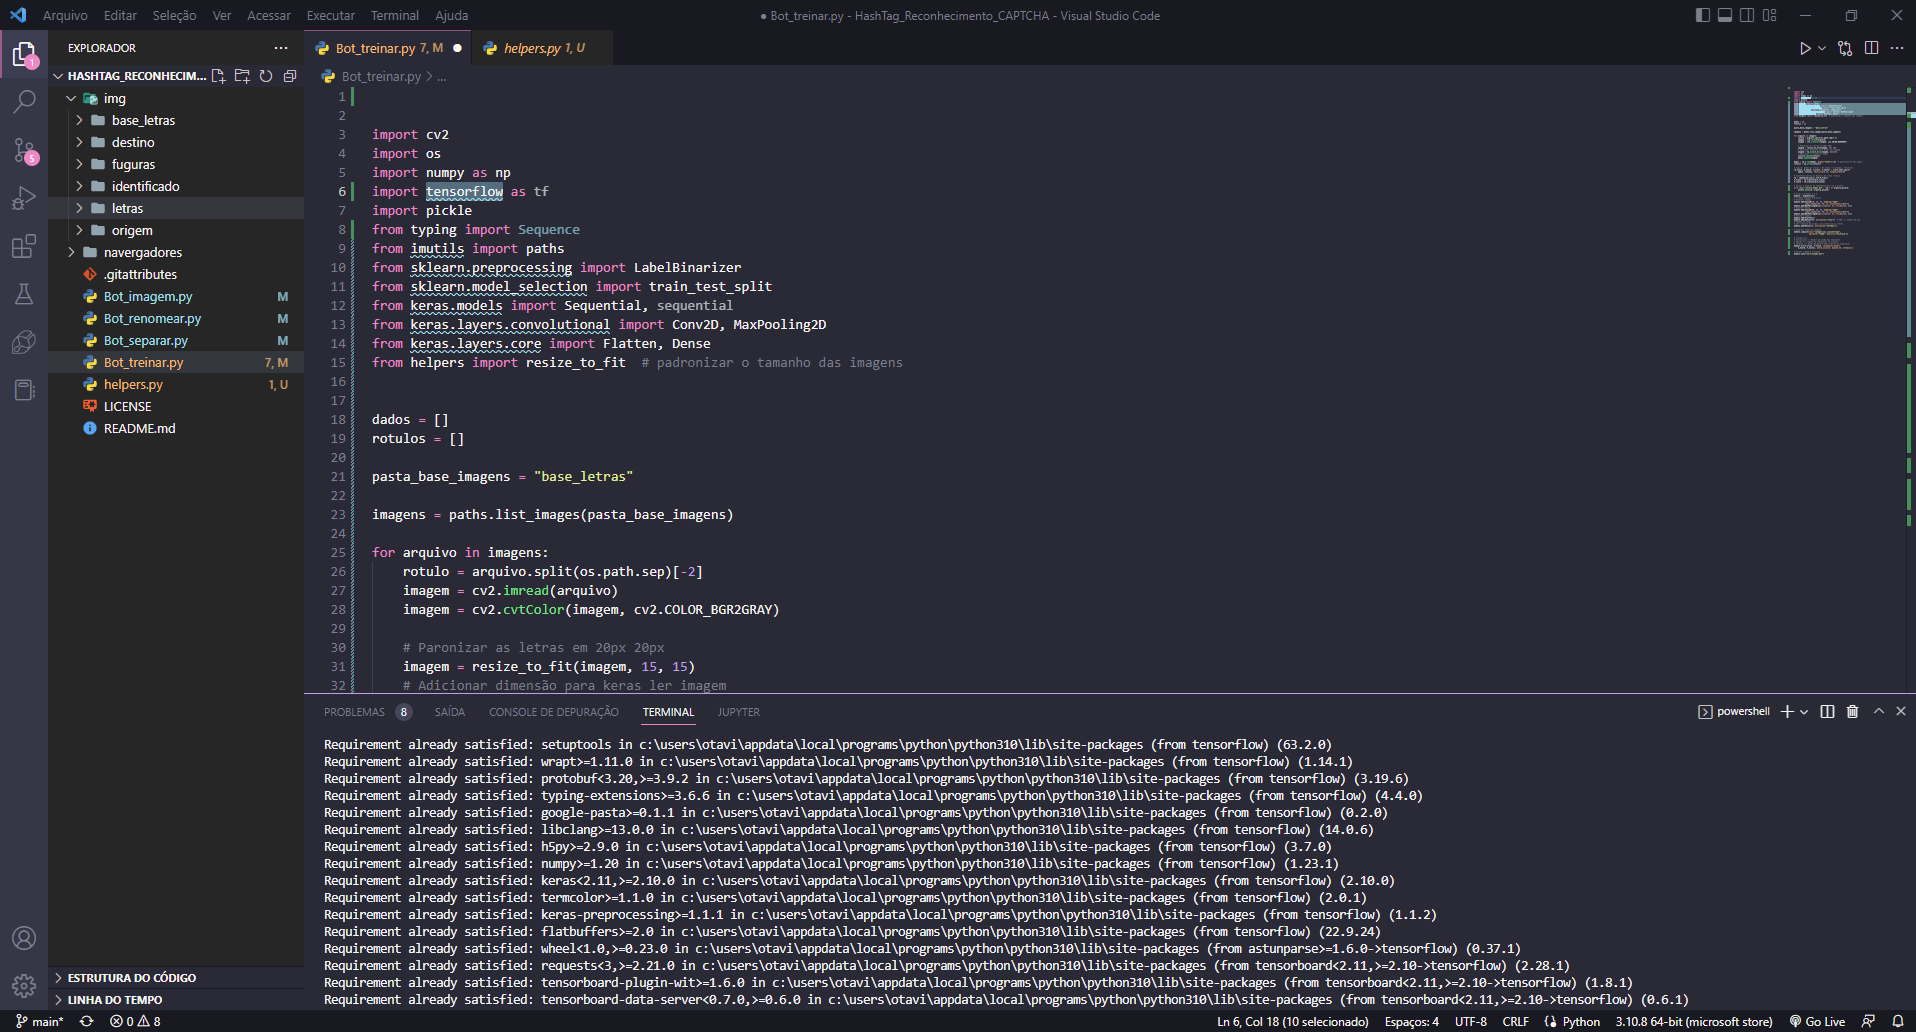 Arquivo Editar Seleção Ver Acessar Executar Terminal Ajuda
● Bot_treinar.py - HashTag_Reconhecimento_CAPTCHA - Visual Studio Code
EXPLORADOR ...
Bot_treinar.py 7, M ●
helpers.py 1, U
HASHTAG_RECONHECIM...
Bot_treinar.py > ...
img
base_letras
destino
fuguras
identificado
letras
origem
navergadores
.gitattributes
Bot_imagem.py M
Bot_renomear.py M
Bot_separar.py M
Bot_treinar.py 7, M
helpers.py 1, U
LICENSE
README.md
ESTRUTURA DO CÓDIGO
LINHA DO TEMPO
1
5
1
2
3 import cv2
4 import os
5 import numpy as np
6 import tensorflow as tf
7 import pickle
8 from typing import Sequence
9 from imutils import paths
10 from sklearn.preprocessing import LabelBinarizer
11 from sklearn.model_selection import train_test_split
12 from keras.models import Sequential, sequential
13 from keras.layers.convolutional import Conv2D, MaxPooling2D
14 from keras.layers.core import Flatten, Dense
15 from helpers import resize_to_fit # padronizar o tamanho das imagens
16
17
18 dados = []
19 rotulos = []
20
21 pasta_base_imagens = "base_letras"
22
23 imagens = paths.list_images(pasta_base_imagens)
24
25 for arquivo in imagens:
26 rotulo = arquivo.split(os.path.sep)[-2]
27 imagem = cv2.imread(arquivo)
28 imagem = cv2.cvtColor(imagem, cv2.COLOR_BGR2GRAY)
29
30 # Paronizar as letras em 20px 20px
31 imagem = resize_to_fit(imagem, 15, 15)
32 # Adicionar dimensão para keras ler imagem
PROBLEMAS 8 SAÍDA CONSOLE DE DEPURAÇÃO TERMINAL JUPYTER
powershell
Requirement already satisfied: setuptools in c:\users\otavi\appdata\local\programs\python\python310\lib\site-packages (from tensorflow) (63.2.0)
Requirement already satisfied: wrapt>=1.11.0 in c:\users\otavi\appdata\local\programs\python\python310\lib\site-packages (from tensorflow) (1.14.1)
Requirement already satisfied: protobuf<3.20,>=3.9.2 in c:\users\otavi\appdata\local\programs\python\python310\lib\site-packages (from tensorflow) (3.19.6)
Requirement already satisfied: typing-extensions>=3.6.6 in c:\users\otavi\appdata\local\programs\python\python310\lib\site-packages (from tensorflow) (4.4.0)
Requirement already satisfied: google-pasta>=0.1.1 in c:\users\otavi\appdata\local\programs\python\python310\lib\site-packages (from tensorflow) (0.2.0)
Requirement already satisfied: libclang>=13.0.0 in c:\users\otavi\appdata\local\programs\python\python310\lib\site-packages (from tensorflow) (14.0.6)
Requirement already satisfied: h5py>=2.9.0 in c:\users\otavi\appdata\local\programs\python\python310\lib\site-packages (from tensorflow) (3.7.0)
Requirement already satisfied: numpy>=1.20 in c:\users\otavi\appdata\local\programs\python\python310\lib\site-packages (from tensorflow) (1.23.1)
Requirement already satisfied: keras<2.11,>=2.10.0 in c:\users\otavi\appdata\local\programs\python\python310\lib\site-packages (from tensorflow) (2.10.0)
Requirement already satisfied: termcolor>=1.1.0 in c:\users\otavi\appdata\local\programs\python\python310\lib\site-packages (from tensorflow) (2.0.1)
Requirement already satisfied: keras-preprocessing>=1.1.1 in c:\users\otavi\appdata\local\programs\python\python310\lib\site-packages (from tensorflow) (1.1.2)
Requirement already satisfied: flatbuffers>=2.0 in c:\users\otavi\appdata\local\programs\python\python310\lib\site-packages (from tensorflow) (22.9.24)
Requirement already satisfied: wheel<1.0,>=0.23.0 in c:\users\otavi\appdata\local\programs\python\python310\lib\site-packages (from astunparse>=1.6.0->tensorflow) (0.37.1)
Requirement already satisfied: requests<3,>=2.21.0 in c:\users\otavi\appdata\local\programs\python\python310\lib\site-packages (from tensorboard<2.11,>=2.10->tensorflow) (2.28.1)
Requirement already satisfied: tensorboard-plugin-wit>=1.6.0 in c:\users\otavi\appdata\local\programs\python\python310\lib\site-packages (from tensorboard<2.11,>=2.10->tensorflow) (1.8.1)
Requirement already satisfied: tensorboard-data-server<0.7.0,>=0.6.0 in c:\users\otavi\appdata\local\programs\python\python310\lib\site-packages (from tensorboard<2.11,>=2.10->tensorflow) (0.6.1)
main* 0 8
Ln 6, Col 18 (10 selecionado) Espaços: 4 UTF-8 CRLF Python 3.10.8 64-bit (microsoft store) Go Live